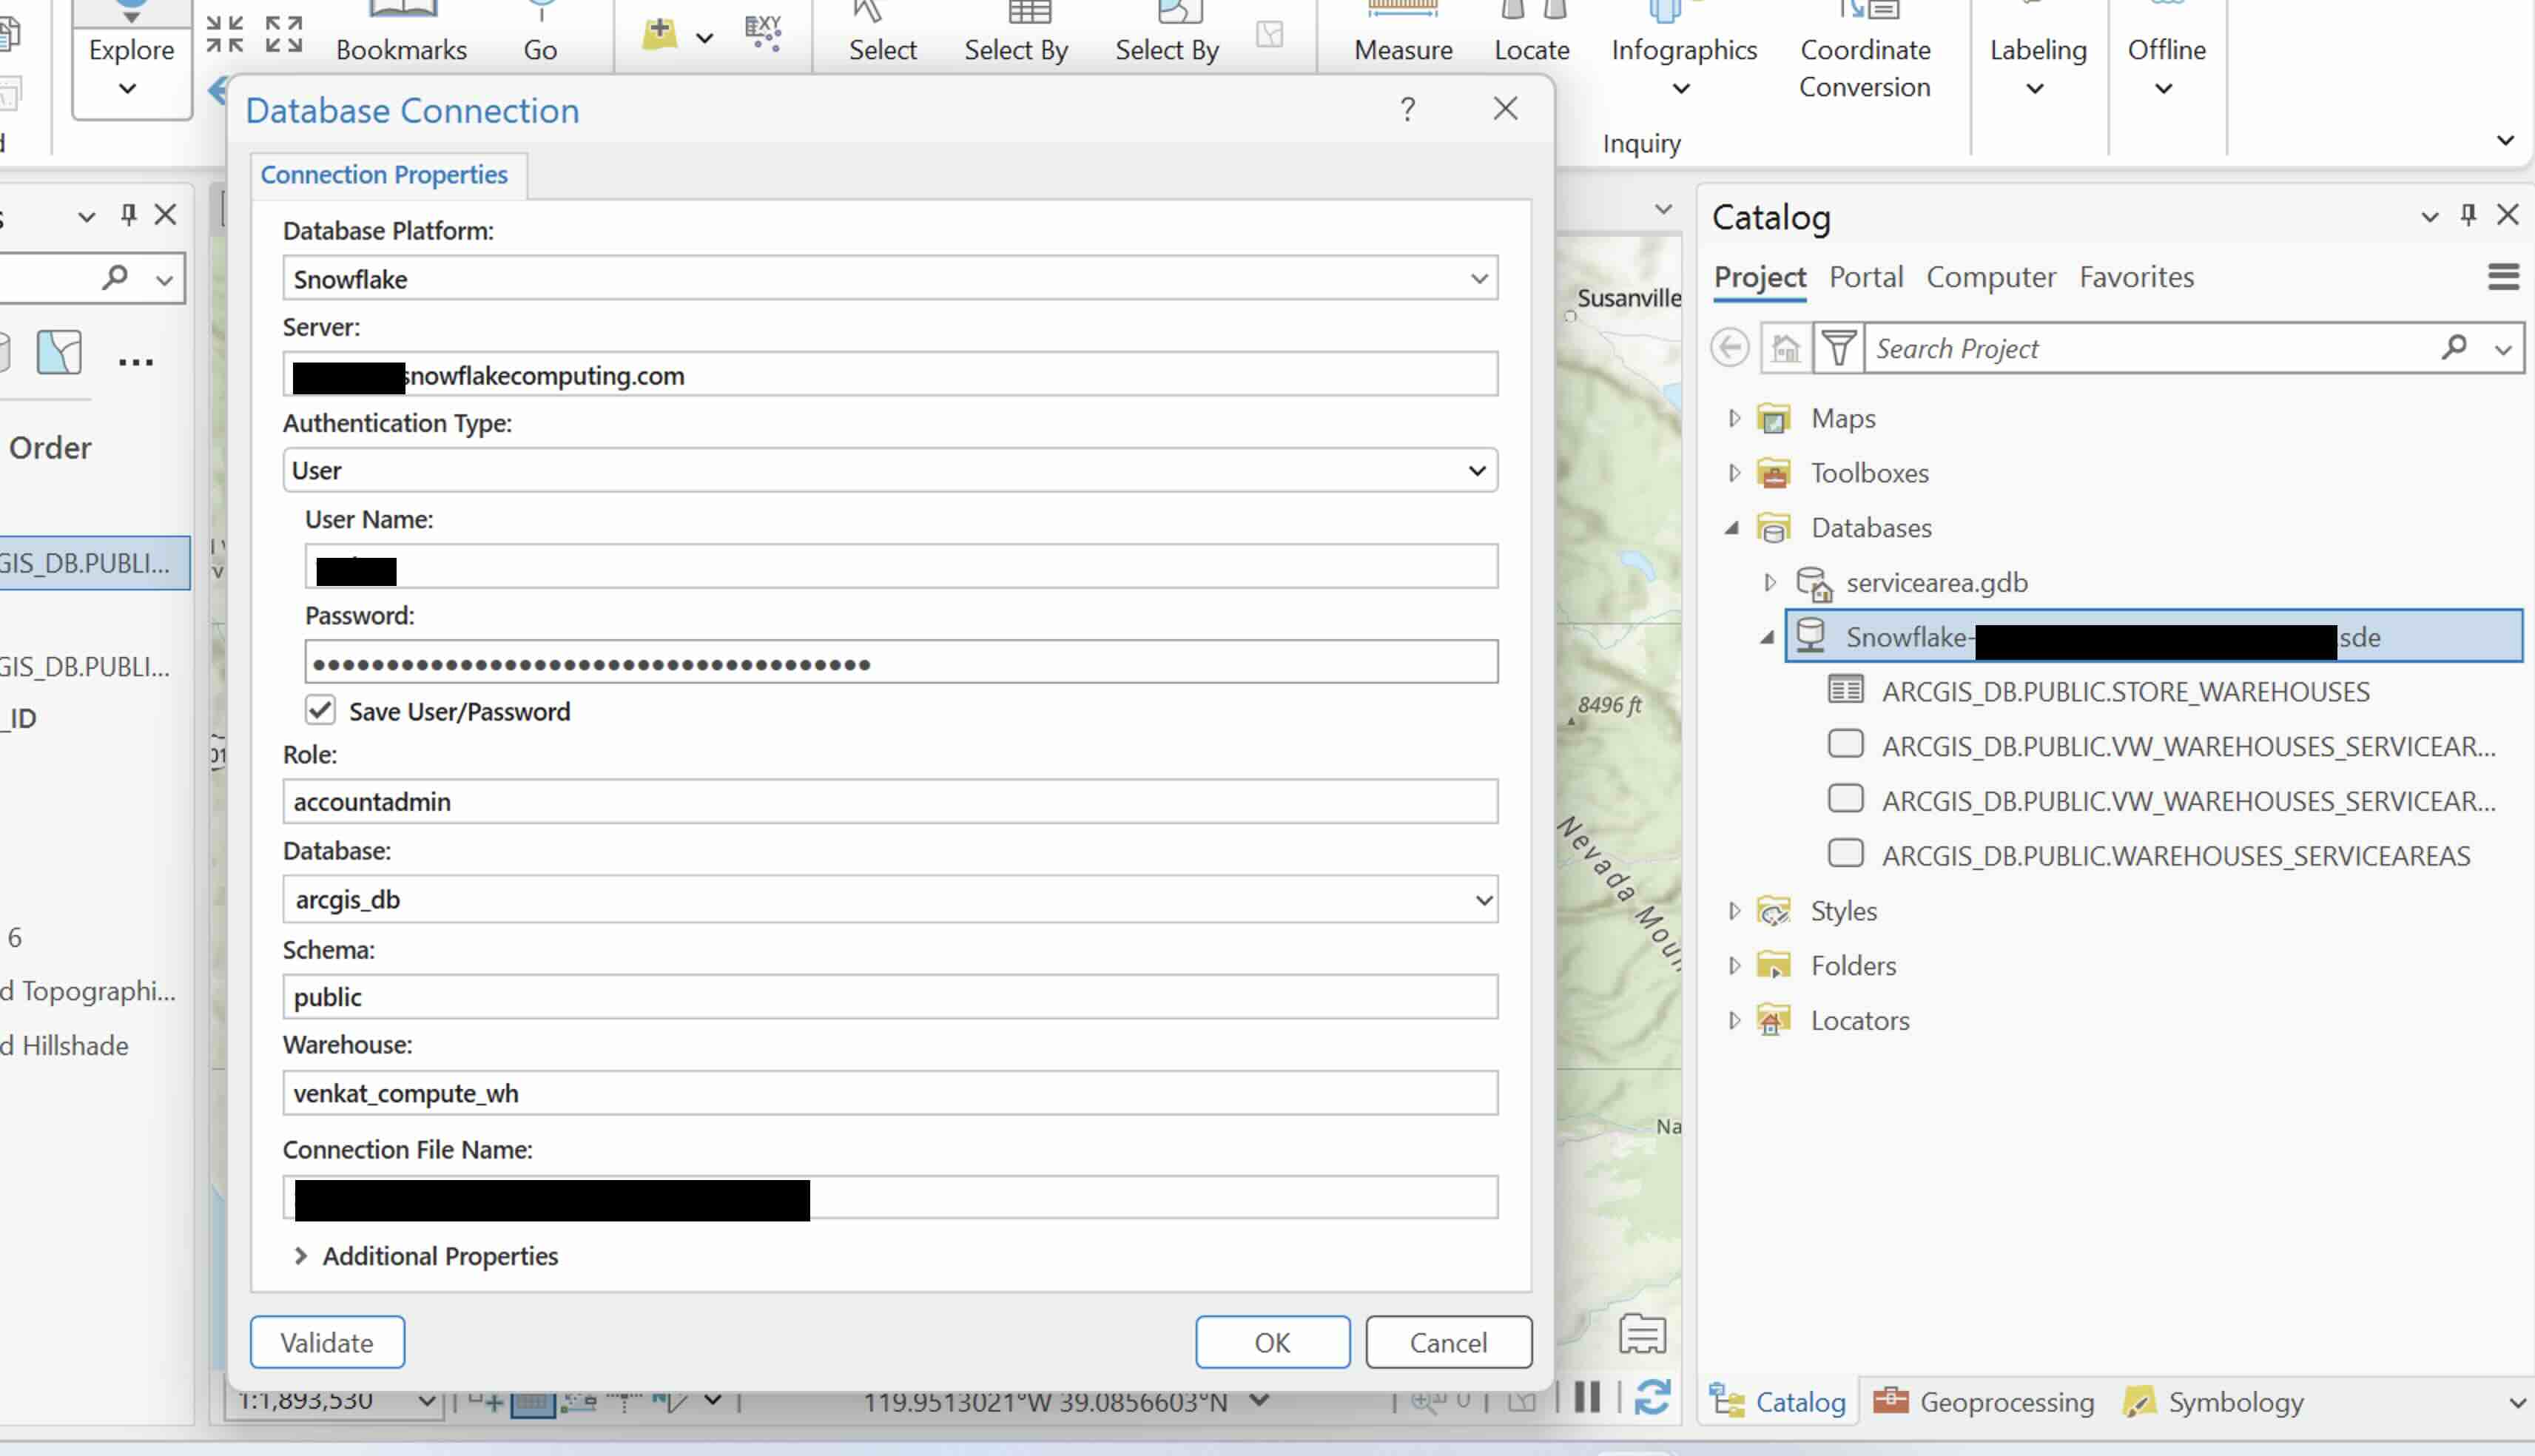 Explore
Bookmarks
Go
XY
Select
Select By
Select By
Measure
Locate
Infographics
Coordinate
Conversion
Labeling
Offline
Inquiry
Database Connection
?
Connection Properties
Database Platform:
Snowflake
Server:
snowflakecomputing.com
Authentication Type:
User
User Name:
Password:
Save User/Password
Role:
accountadmin
Database:
arcgis_db
Schema:
public
Warehouse:
venkat_compute_wh
Connection File Name:
Additional Properties
Validate
OK
Cancel
Order
GIS_DB.PUBLI...
GIS_DB.PUBLI...
_ID
6
d Topographi...
d Hillshade
Susanville
8496 ft
Nevada Moun
Na
1:1,893,530
119.9513021°W 39.0856603°N
Catalog
Project
Portal
Computer
Favorites
Search Project
Maps
Toolboxes
Databases
servicearea.gdb
Snowflake- sde
ARCGIS_DB.PUBLIC.STORE_WAREHOUSES
ARCGIS_DB.PUBLIC.VW_WAREHOUSES_SERVICEAR...
ARCGIS_DB.PUBLIC.VW_WAREHOUSES_SERVICEAR...
ARCGIS_DB.PUBLIC.WAREHOUSES_SERVICEAREAS
Styles
Folders
Locators
Catalog
Geoprocessing
Symbology